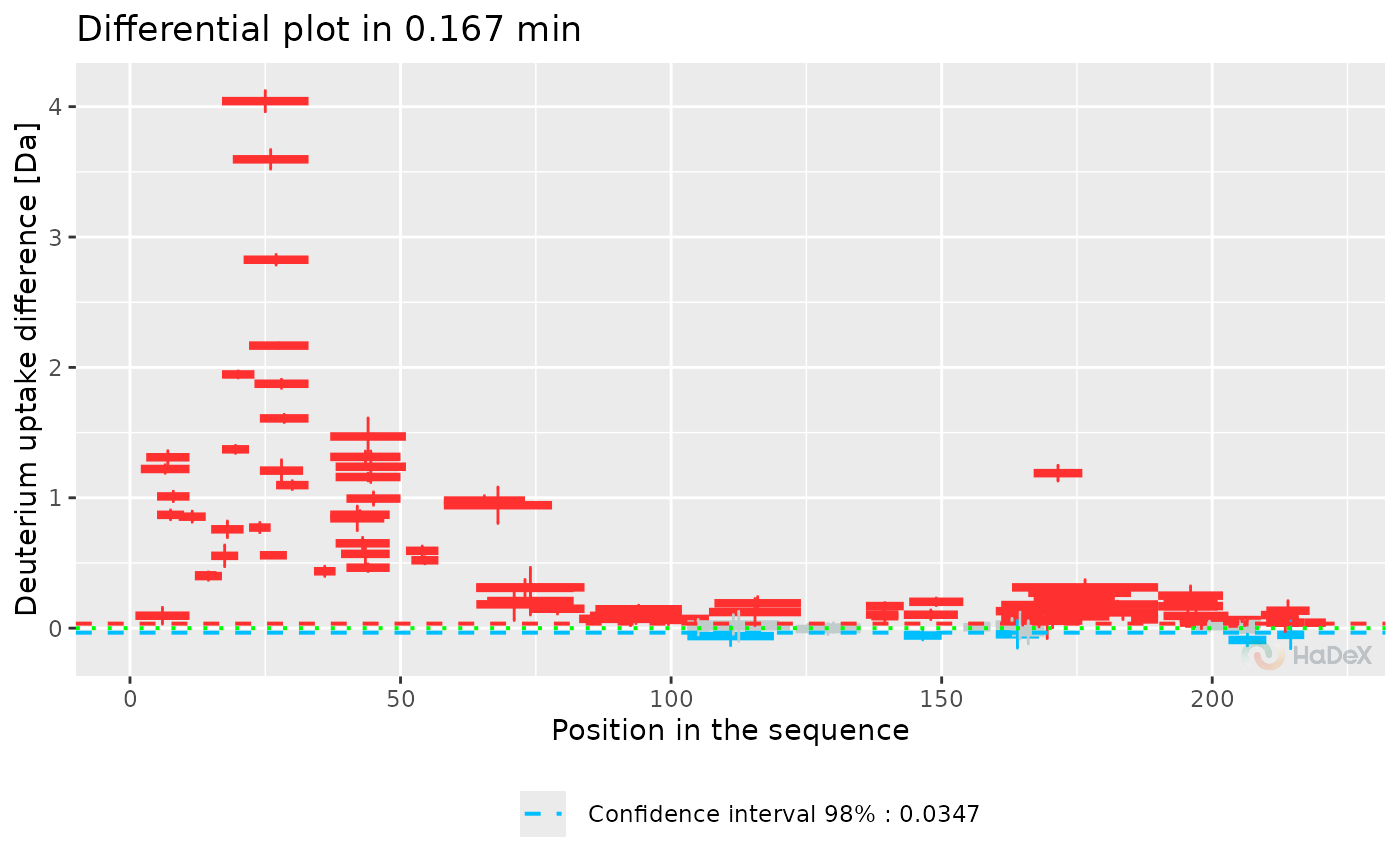 Differential plot in 0.167 min
Deuterium uptake difference [Da]
4
3
2
1
0
0 50 100 150 200
Position in the sequence
HaDeX
Confidence interval 98% : 0.0347